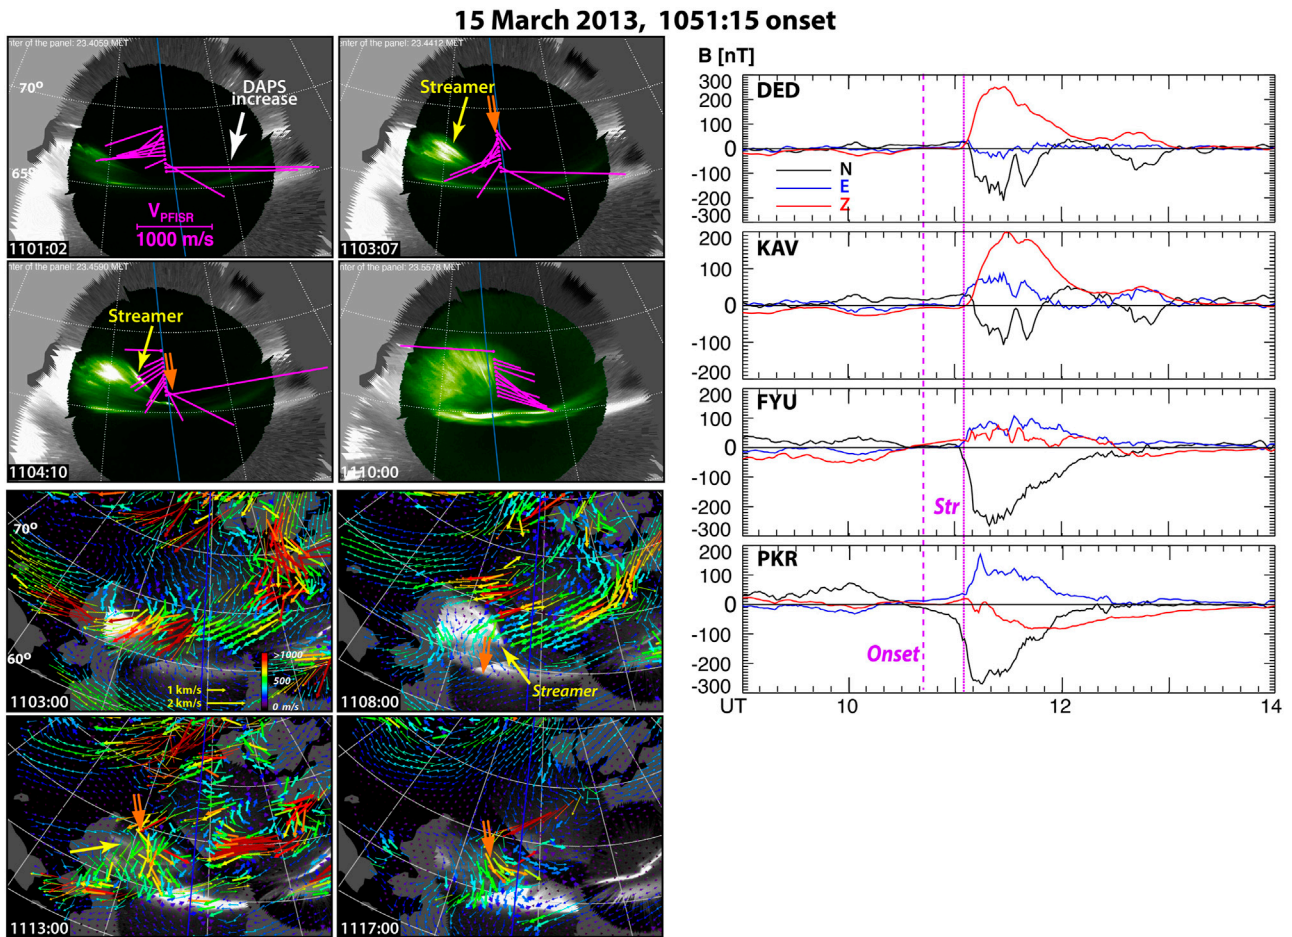 15 March 2013, 1051:15 onset
nter of the panel: 23.4059 MLT
70°
DAPS
increase
65°
VPFISR
1000 m/s
1101:02
nter of the panel: 23.4412 MLT
Streamer
1103:07
nter of the panel: 23.4590 MLT
Streamer
1104:10
nter of the panel: 23.5578 MLT
1110:00
70°
60°
>1000
500
0 m/s
1 km/s
2 km/s
1103:00
Streamer
1108:00
1113:00
1117:00
B [nT]
300
200
100
0
-100
-200
-300
DED
N
E
Z
200
100
0
-100
-200
KAV
200
100
0
-100
-200
-300
FYU
Str
200
100
0
-100
-200
-300
PKR
Onset
UT
10
12
14